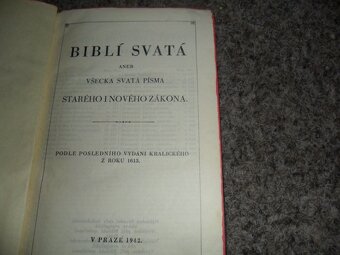 BIBLÍ SVATÁ
ANEB
VŠECKA SVATÁ PÍSMA
STARÉHO I NOVÉHO ZÁKONA.
PODLE POSLEDNÍHO VYDÁNÍ KRALICKÉHO
Z ROKU 1613.
V PRAZE 1942.